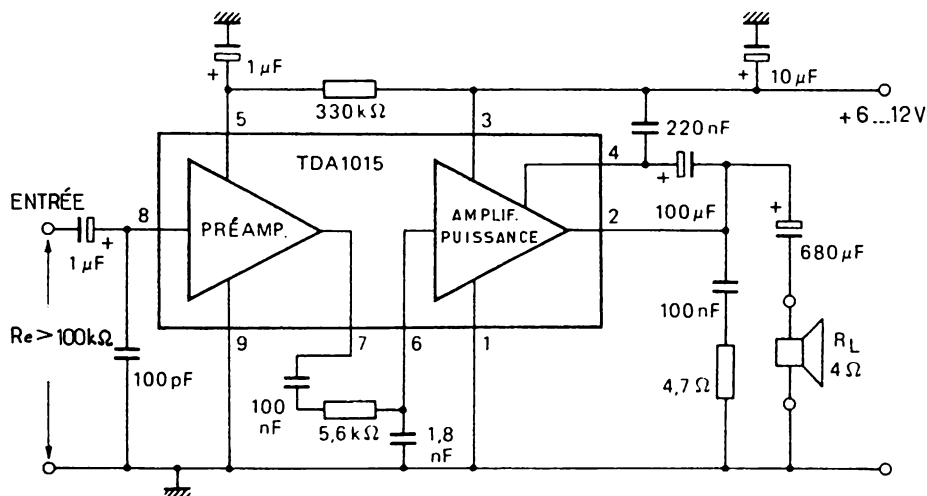 1 µF
10 µF
+
+
330 kΩ
+6...12V
5
3
220 nF
TDA1015
4
+
ENTRÉE
8
PRÉAMP.
AMPLIF.
PUISSANCE
2
100 µF
+
1 µF
+
680 µF
100 nF
Re > 100 kΩ
9
7
6
1
RL
4 Ω
100 pF
100
nF
4,7 Ω
5,6 kΩ
1,8
nF